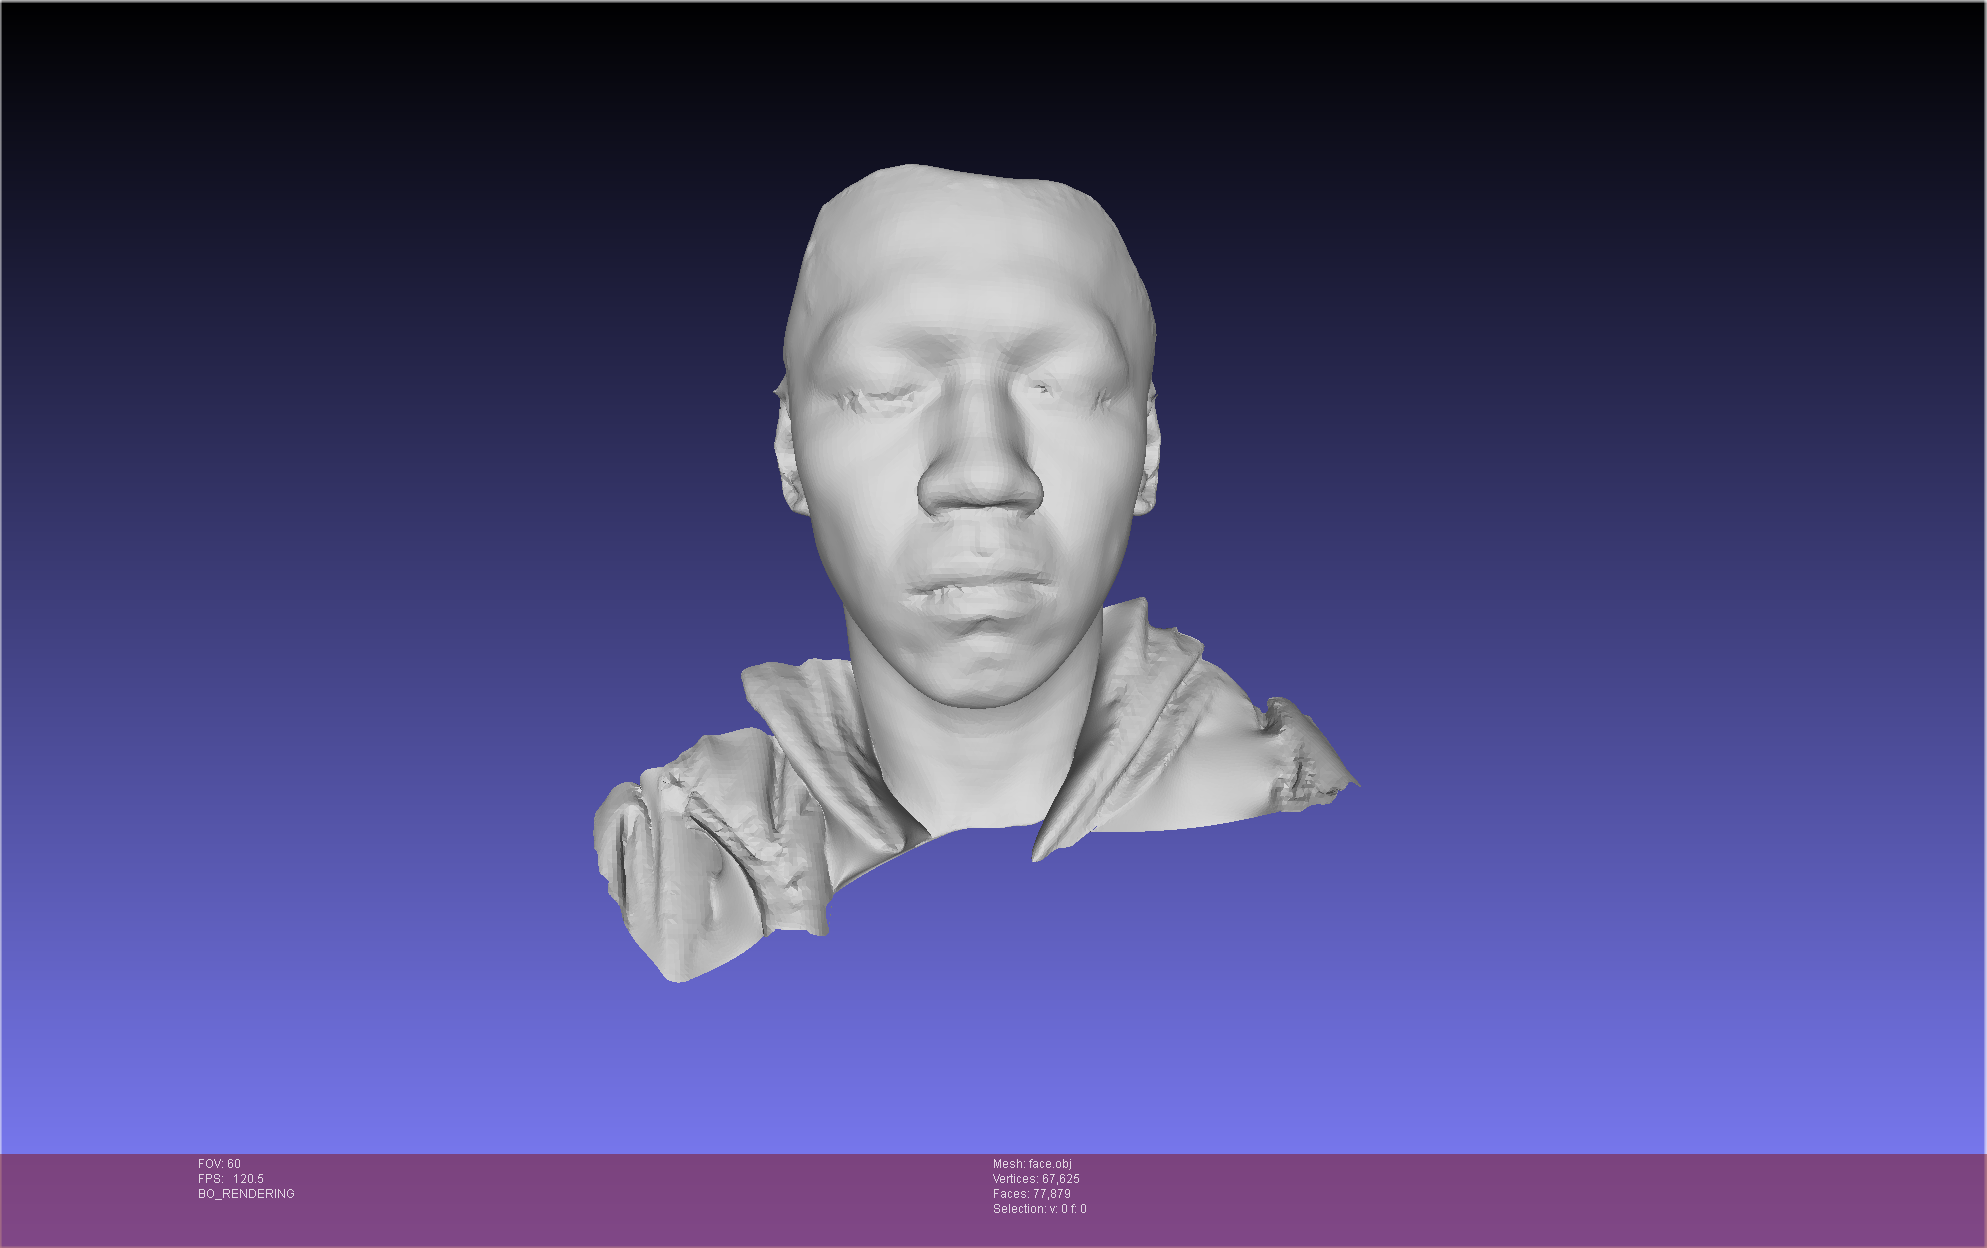 FOV: 60
FPS: 120.5
BO_RENDERING
Mesh: face.obj
Vertices: 67,625
Faces: 77,879
Selection: v: 0 f: 0